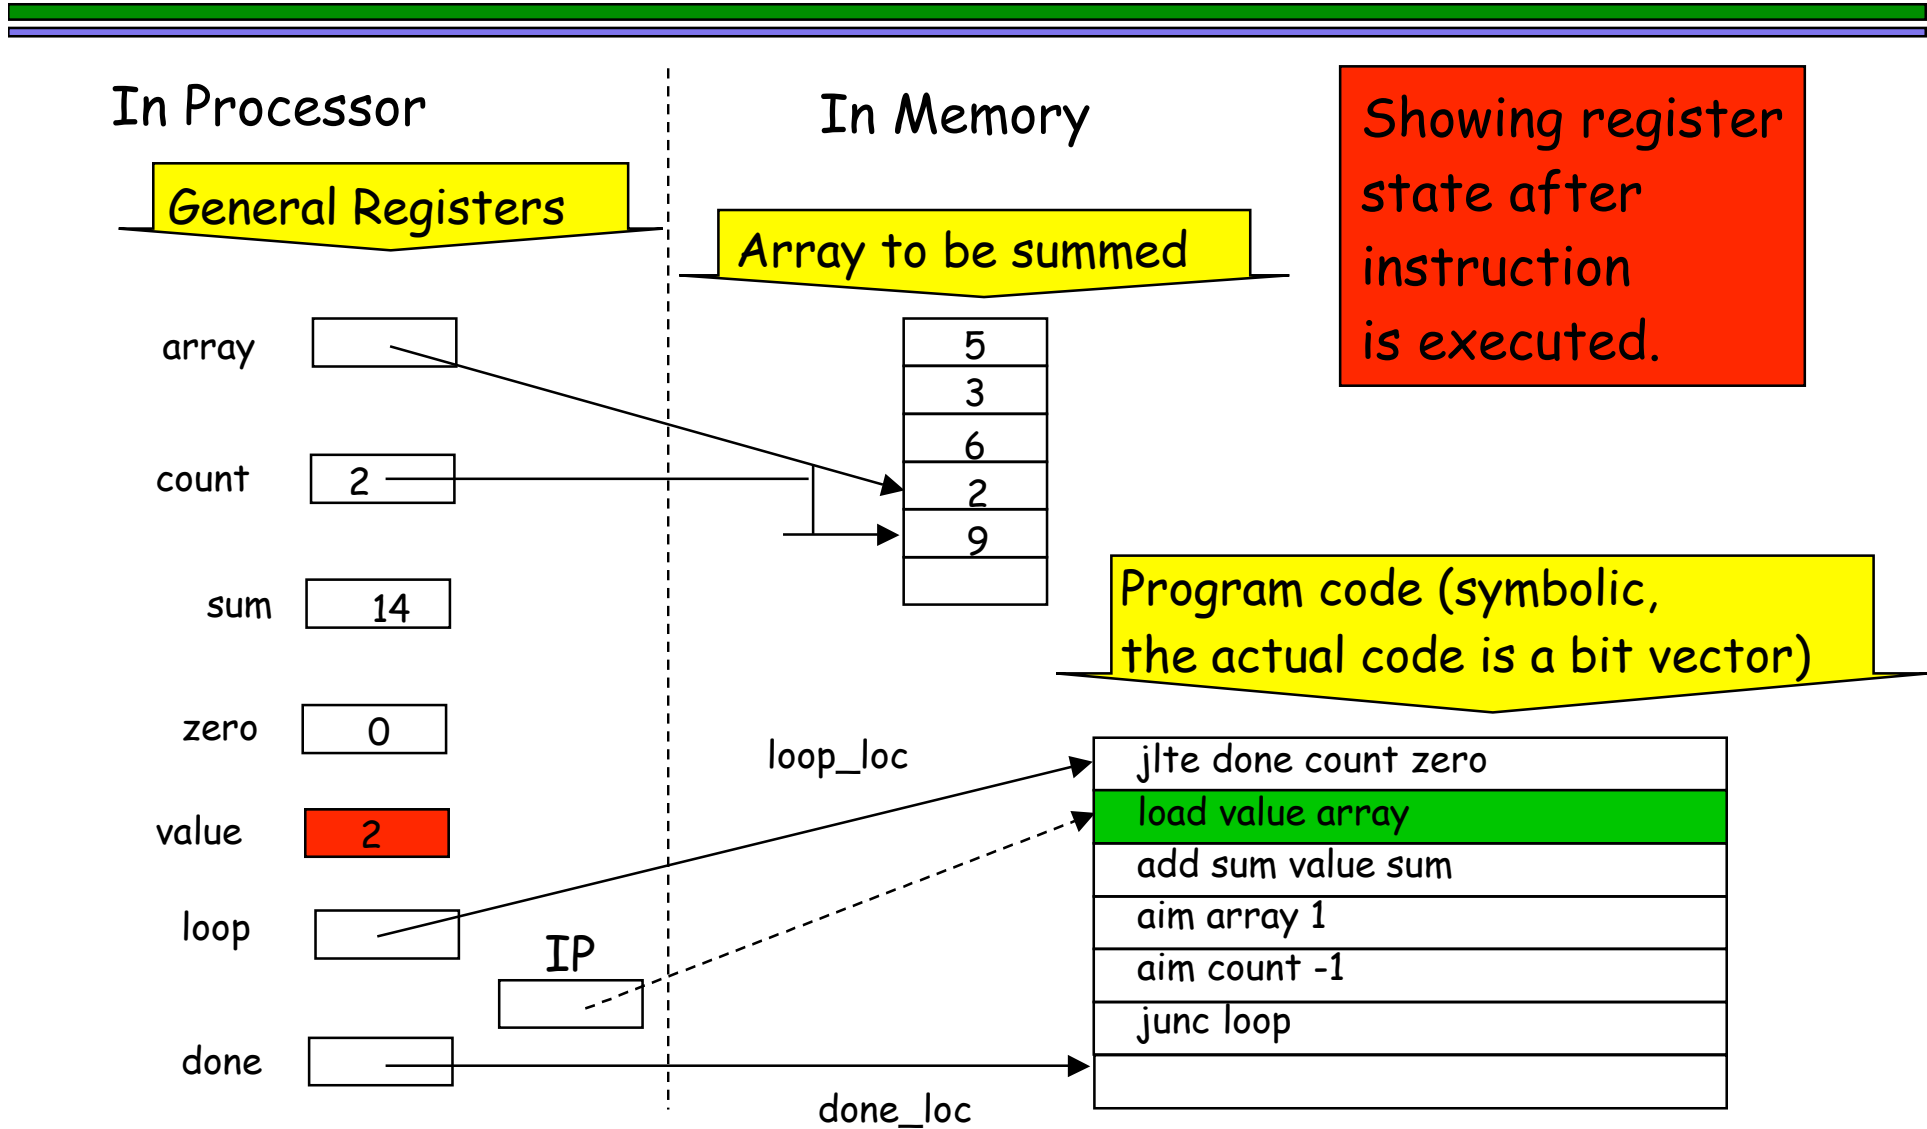 In Processor
In Memory
Showing register
state after
instruction
is executed.
General Registers
Array to be summed
array
5
3
6
2
9
count
2
sum
14
Program code (symbolic,
the actual code is a bit vector)
zero
0
value
2
loop
IP
done
loop_loc
done_loc
jlte done count zero
load value array
add sum value sum
aim array 1
aim count -1
junc loop